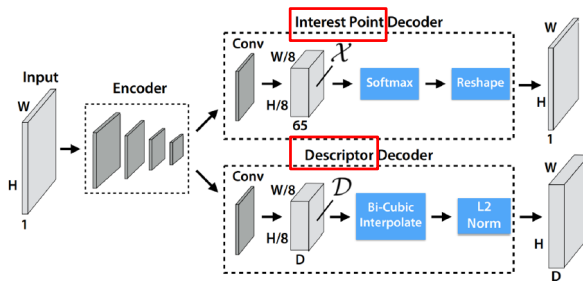 Interest Point Decoder
Conv
W/8
X
H/8
65
Softmax
Reshape
W
H
1
Input
W
H
1
Encoder
Descriptor Decoder
Conv
W/8
D
H/8
D
Bi-Cubic
Interpolate
L2
Norm
W
H
D